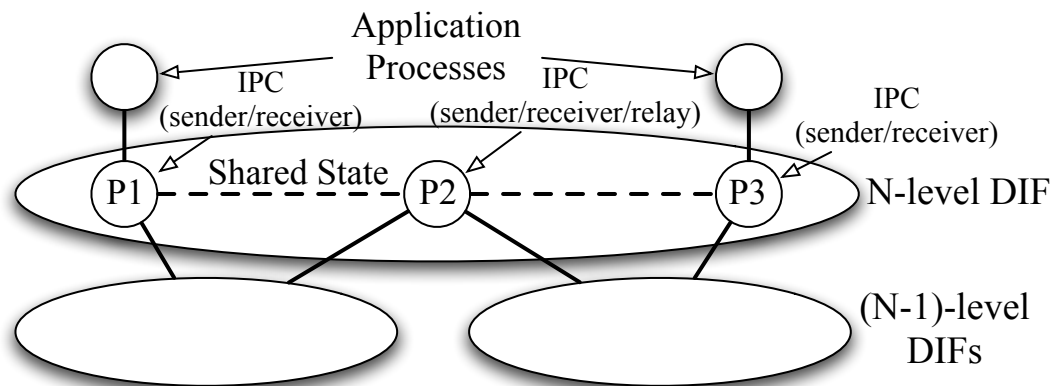 Application
Processes
IPC
(sender/receiver)
IPC
(sender/receiver/relay)
IPC
(sender/receiver)
Shared State
P1
P2
P3
N-level DIF
(N-1)-level
DIFs